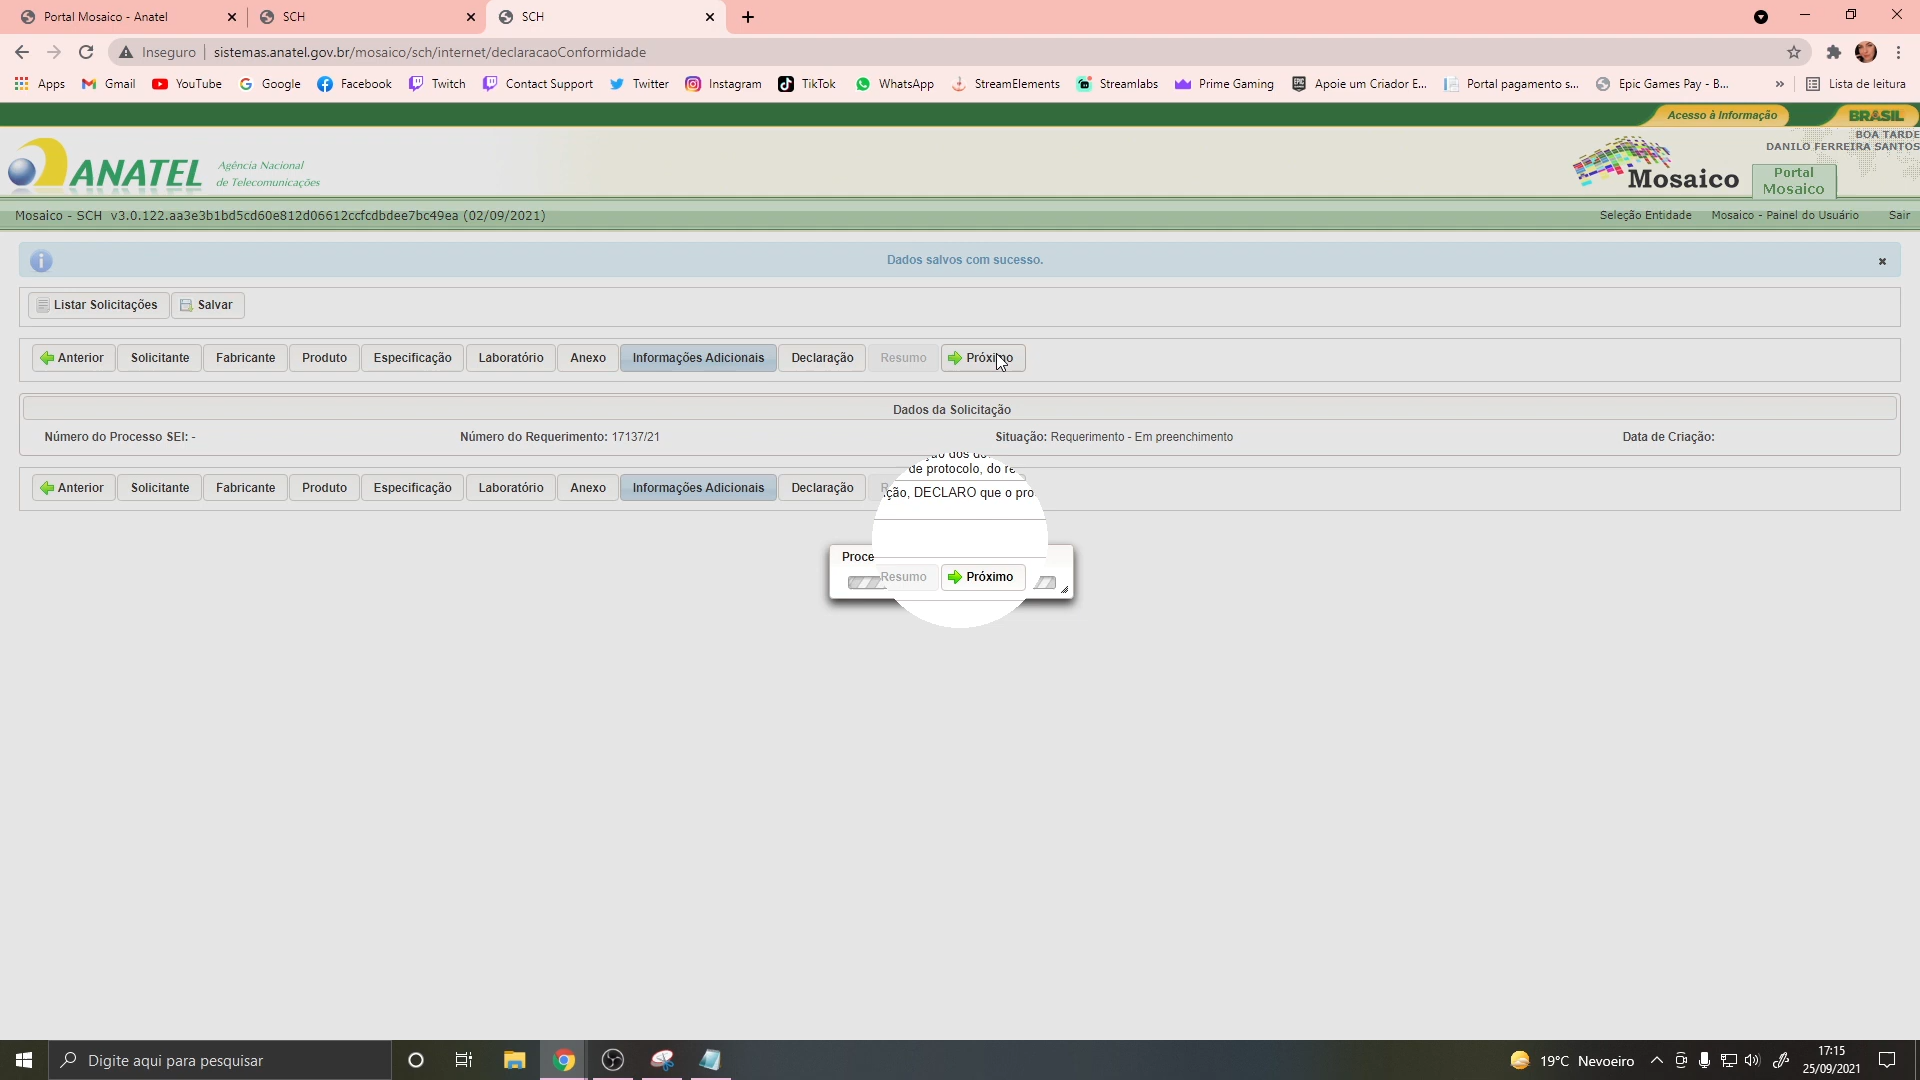 Portal Mosaico - Anatel
SCH
SCH
Inseguro
sistemas.anatel.gov.br/mosaico/sch/internet/declaracaoConformidade
Apps
Gmail
YouTube
Google
Facebook
Twitch
Contact Support
Twitter
Instagram
TikTok
WhatsApp
StreamElements
Streamlabs
Prime Gaming
Apoie um Criador E...
Portal pagamento s...
Epic Games Pay - B...
»
Lista de leitura
Acesso à Informação
BRASIL
BOA TARDE
DANILO FERREIRA SANTOS
ANATEL
Agência Nacional
de Telecomunicações
Mosaico
Portal
Mosaico
Mosaico - SCH v3.0.122.aa3e3b1bd5cd60e812d06612ccfcdbdee7bc49ea (02/09/2021)
Seleção Entidade
Mosaico - Painel do Usuário
Sair
Dados salvos com sucesso.
Listar Solicitações
Salvar
Anterior
Solicitante
Fabricante
Produto
Especificação
Laboratório
Anexo
Informações Adicionais
Declaração
Resumo
Próximo
Dados da Solicitação
Número do Processo SEI: -
Número do Requerimento: 17137/21
Situação: Requerimento - Em preenchimento
Data de Criação:
de protocolo, do re
Anterior
Solicitante
Fabricante
Produto
Especificação
Laboratório
Anexo
Informações Adicionais
Declaração
ção, DECLARO que o pro
Proce
Resumo
Próximo
Digite aqui para pesquisar
19°C Nevoeiro
17:15
25/09/2021